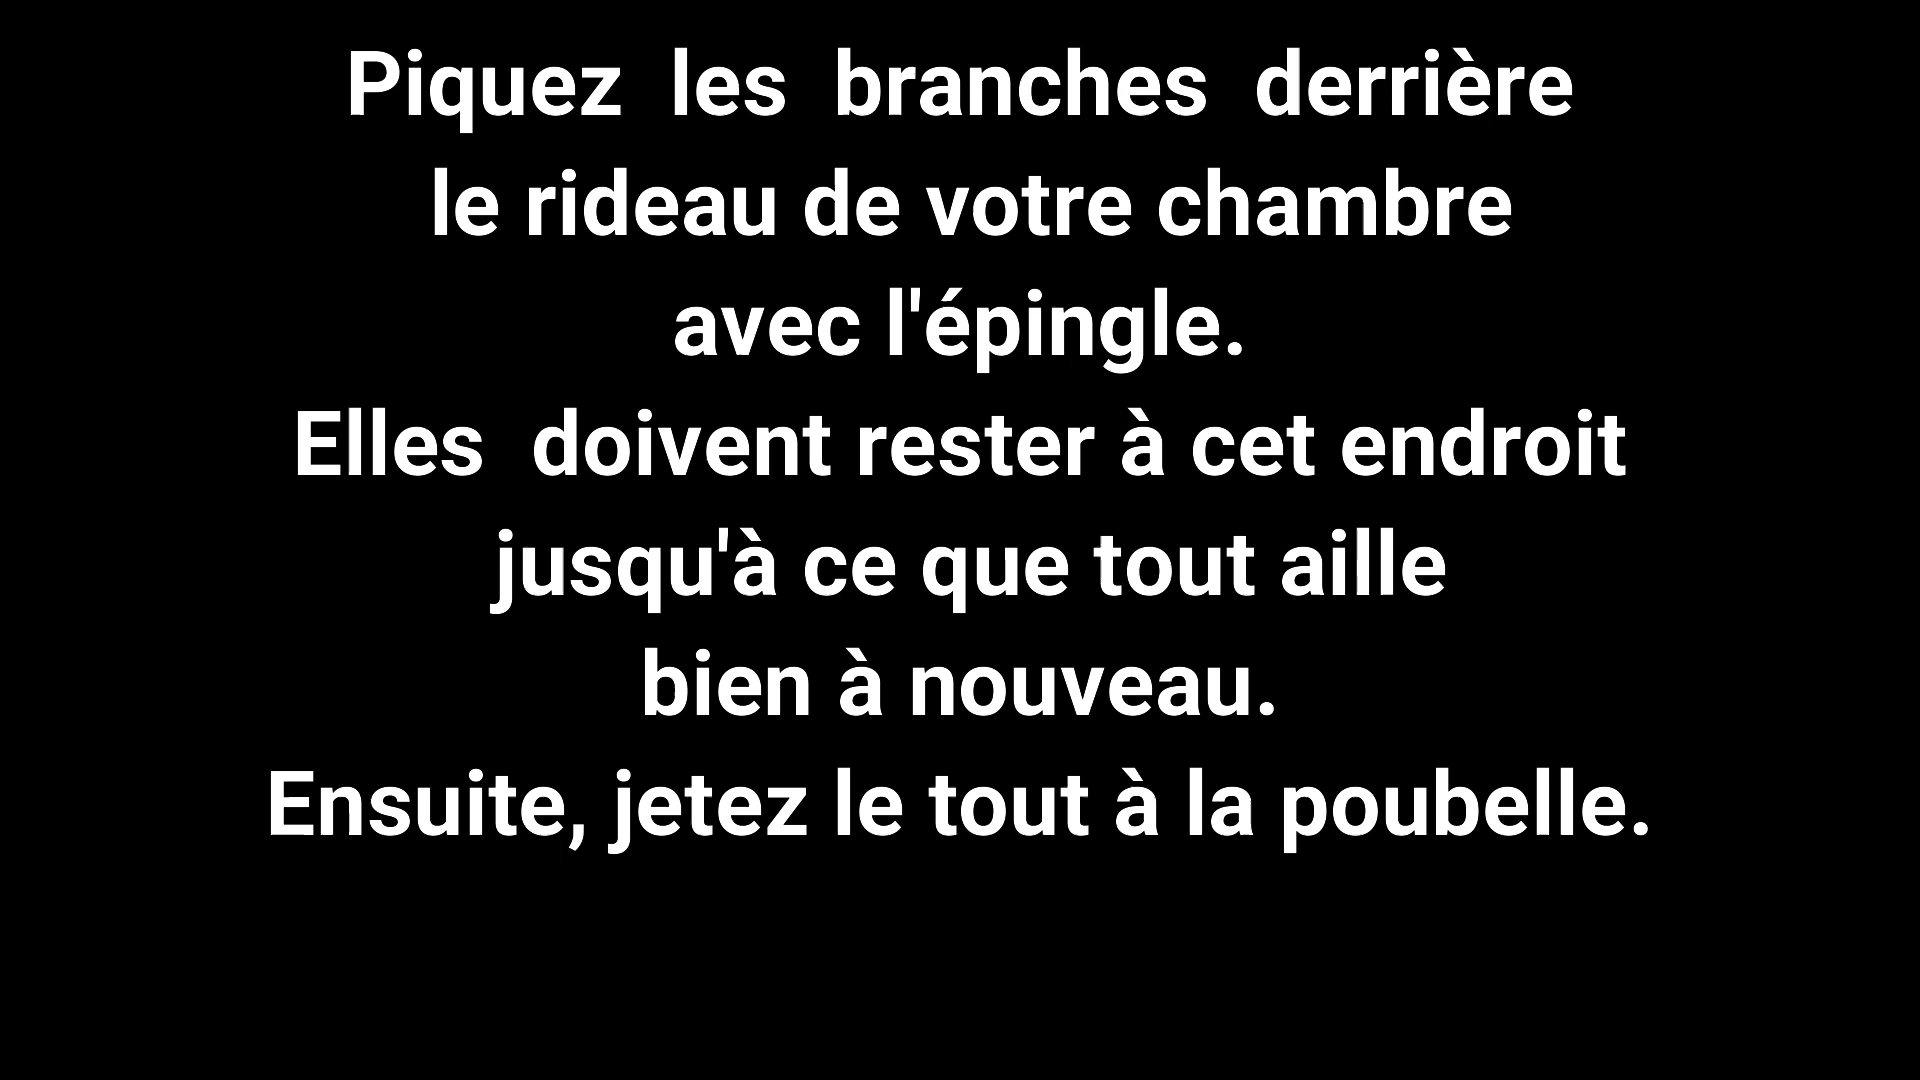 Piquez les branches derrière
le rideau de votre chambre
avec l'épingle.
Elles doivent rester à cet endroit
jusqu'à ce que tout aille
bien à nouveau.
Ensuite, jetez le tout à la poubelle.